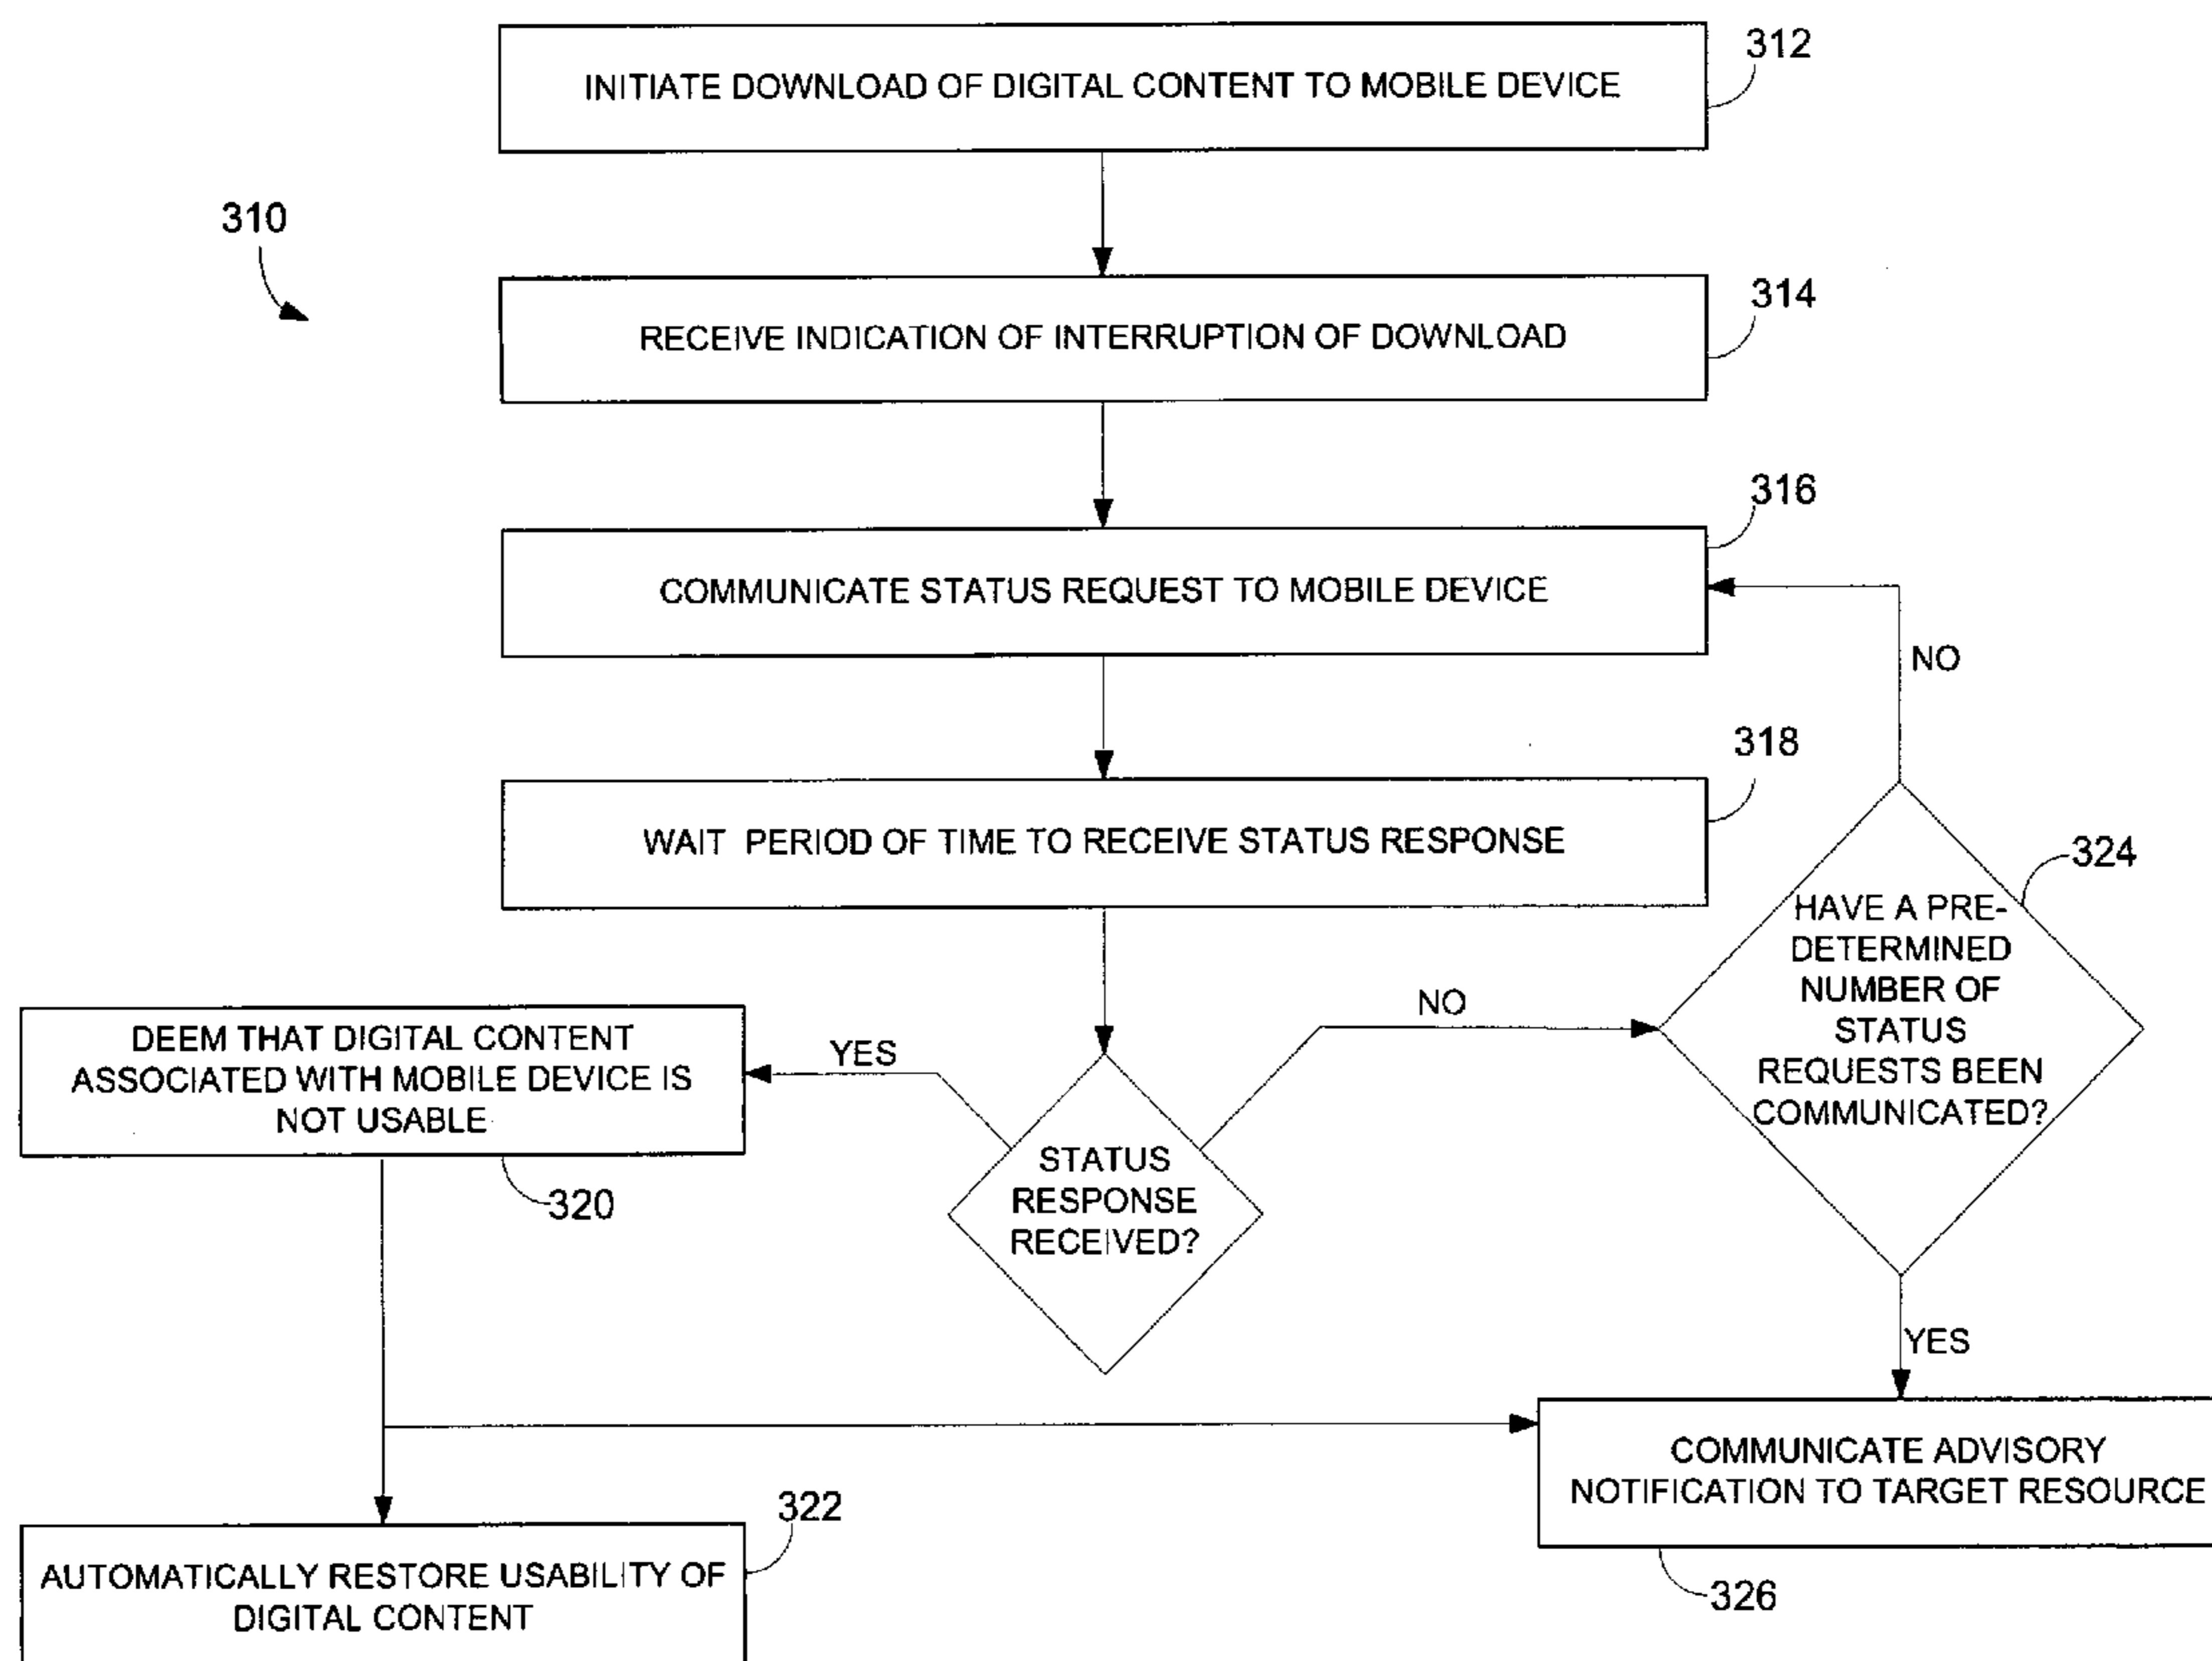 312
INITIATE DOWNLOAD OF DIGITAL CONTENT TO MOBILE DEVICE
310
314
RECEIVE INDICATION OF INTERRUPTION OF DOWNLOAD
316
COMMUNICATE STATUS REQUEST TO MOBILE DEVICE
NO
318
WAIT PERIOD OF TIME TO RECEIVE STATUS RESPONSE
324
HAVE A PRE-
DETERMINED
NUMBER OF
STATUS
REQUESTS BEEN
COMMUNICATED?
NO
YES
DEEM THAT DIGITAL CONTENT
ASSOCIATED WITH MOBILE DEVICE IS
NOT USABLE
320
STATUS
RESPONSE
RECEIVED?
YES
COMMUNICATE ADVISORY
NOTIFICATION TO TARGET RESOURCE
326
322
AUTOMATICALLY RESTORE USABILITY OF
DIGITAL CONTENT